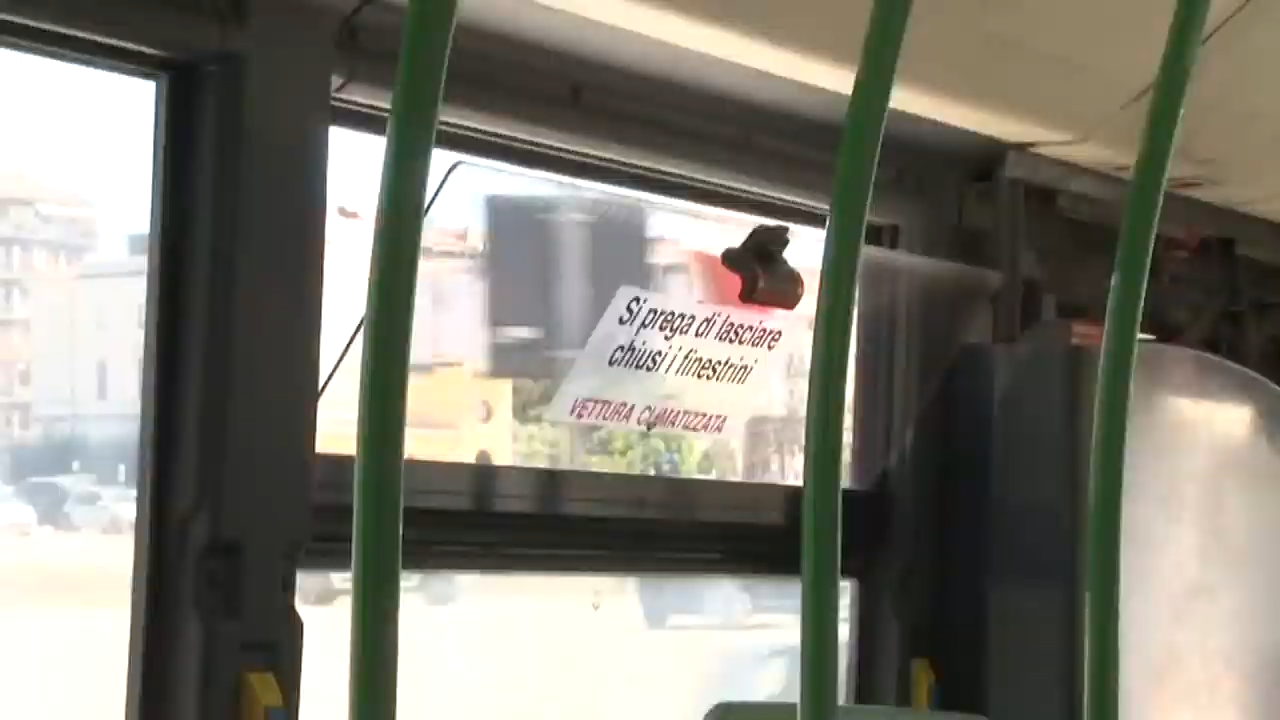 Si prega di lasciare
chiusi i finestrini
VETTURA CLIMATIZZATA